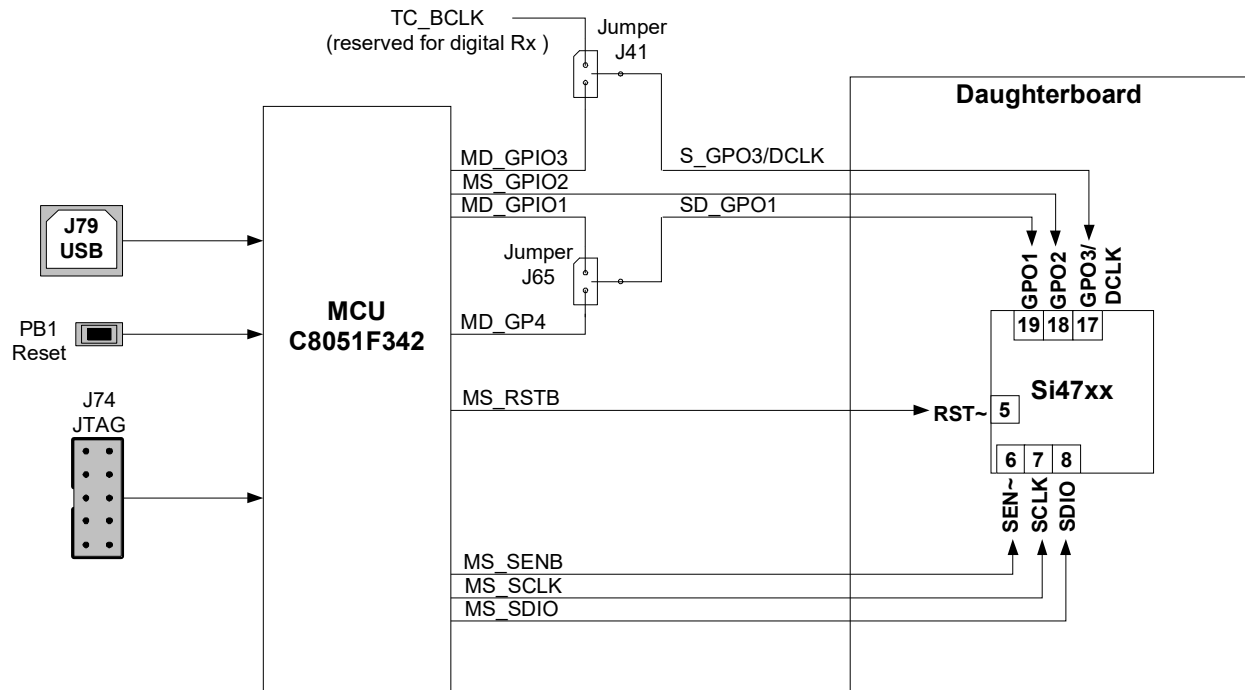 TC_BCLK
(reserved for digital Rx )
Jumper
J41
Daughterboard
MD_GPIO3
S_GPO3/DCLK
MS_GPIO2
MD_GPIO1
SD_GPO1
J79
USB
Jumper
J65
GPO1
GPO2
GPO3/
DCLK
MCU
C8051F342
PB1
Reset
MD_GP4
19 18 17
Si47xx
J74
JTAG
MS_RSTB
RST~ 5
6 7 8
SEN~
SCLK
SDIO
MS_SENB
MS_SCLK
MS_SDIO